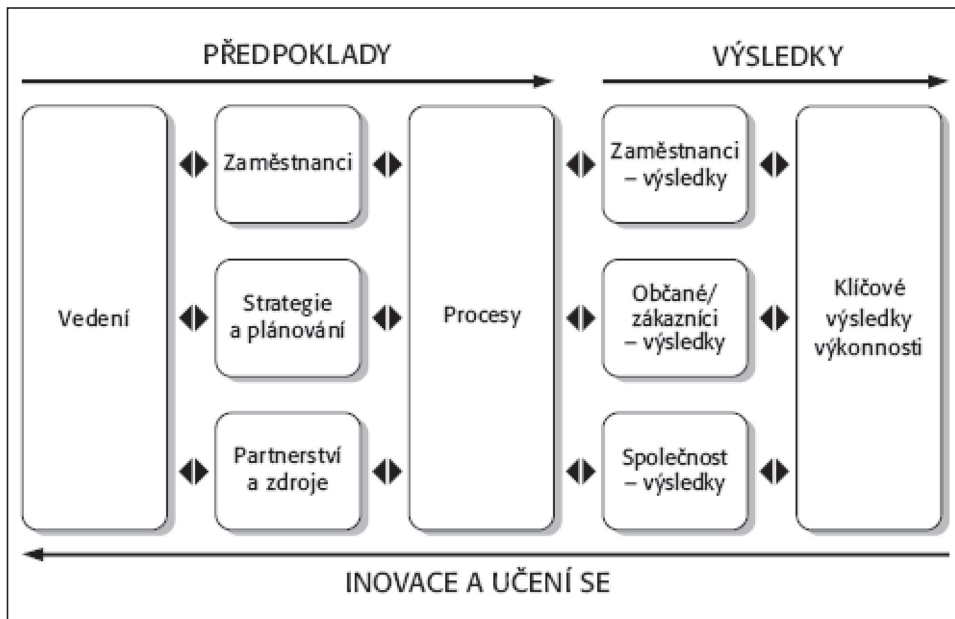 PŘEDPOKLADY
VÝSLEDKY
Vedení
Zaměstnanci
Strategie
a plánování
Partnerství
a zdroje
Procesy
Zaměstnanci
– výsledky
Občané/
zákazníci
– výsledky
Společnost
– výsledky
Klíčové
výsledky
výkonnosti
INOVACE A UČENÍ SE